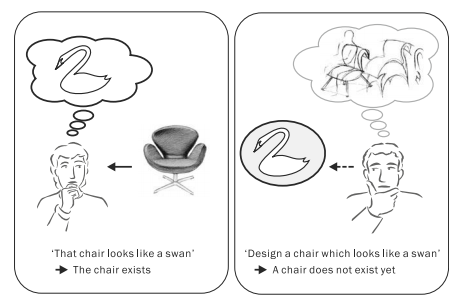 'That chair looks like a swan'
➔ The chair exists
'Design a chair which looks like a swan'
➔ A chair does not exist yet